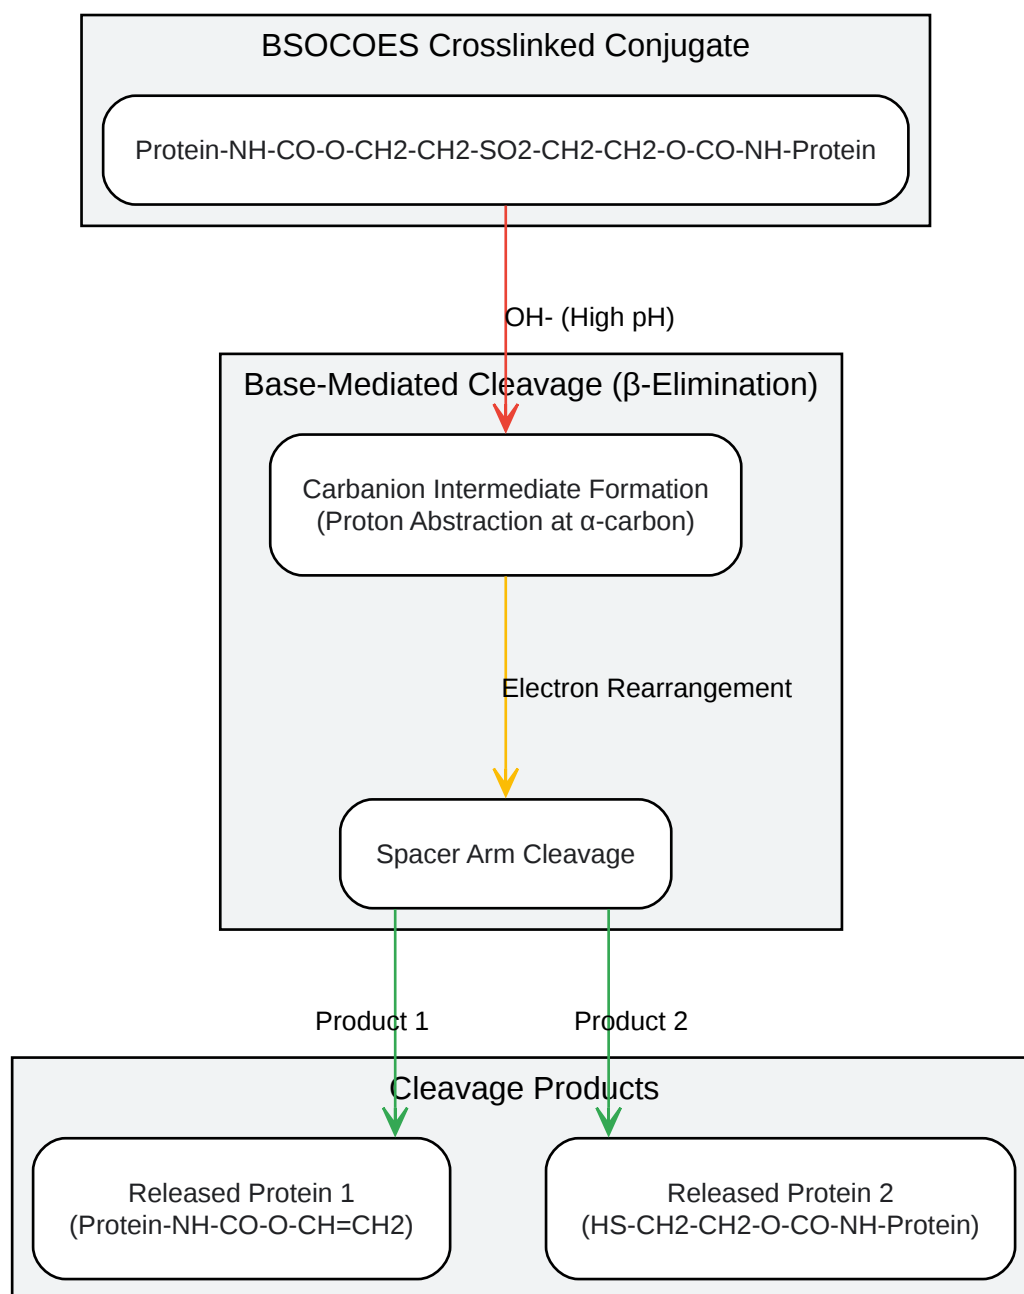 BSOCOES Crosslinked Conjugate
Protein-NH-CO-O-CH2-CH2-SO2-CH2-CH2-O-CO-NH-Protein
OH- (High pH)
Base-Mediated Cleavage (β-Elimination)
Carbanion Intermediate Formation
(Proton Abstraction at α-carbon)
Electron Rearrangement
Spacer Arm Cleavage
Product 1
Product 2
Cleavage Products
Released Protein 1
(Protein-NH-CO-O-CH=CH2)
Released Protein 2
(HS-CH2-CH2-O-CO-NH-Protein)